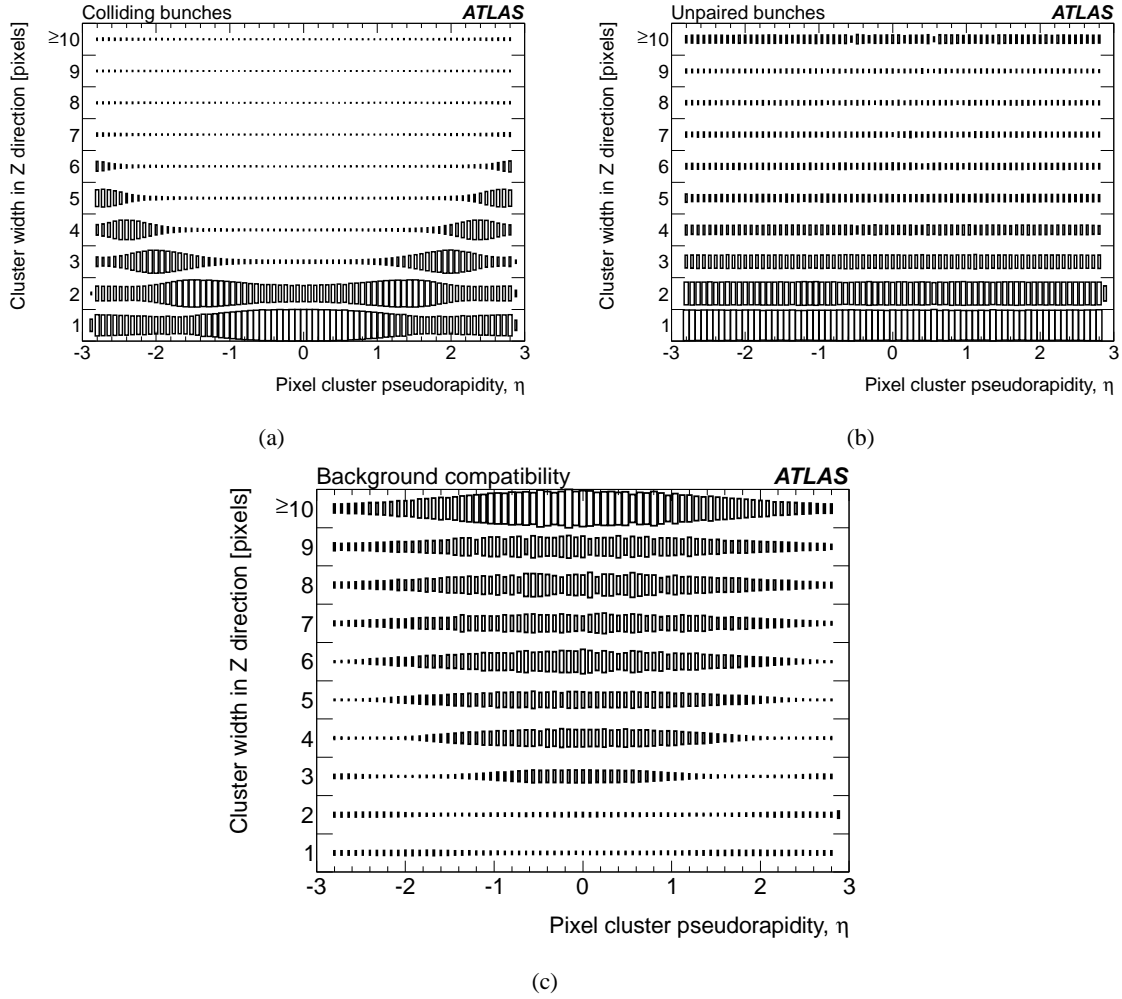 Colliding bunches ATLAS
Cluster width in Z direction [pixels]
≥10
9
8
7
6
5
4
3
2
1
-3 -2 -1 0 1 2 3
Pixel cluster pseudorapidity, η
(a)
Unpaired bunches ATLAS
Cluster width in Z direction [pixels]
≥10
9
8
7
6
5
4
3
2
1
-3 -2 -1 0 1 2 3
Pixel cluster pseudorapidity, η
(b)
Background compatibility ATLAS
Cluster width in Z direction [pixels]
≥10
9
8
7
6
5
4
3
2
1
-3 -2 -1 0 1 2 3
Pixel cluster pseudorapidity, η
(c)